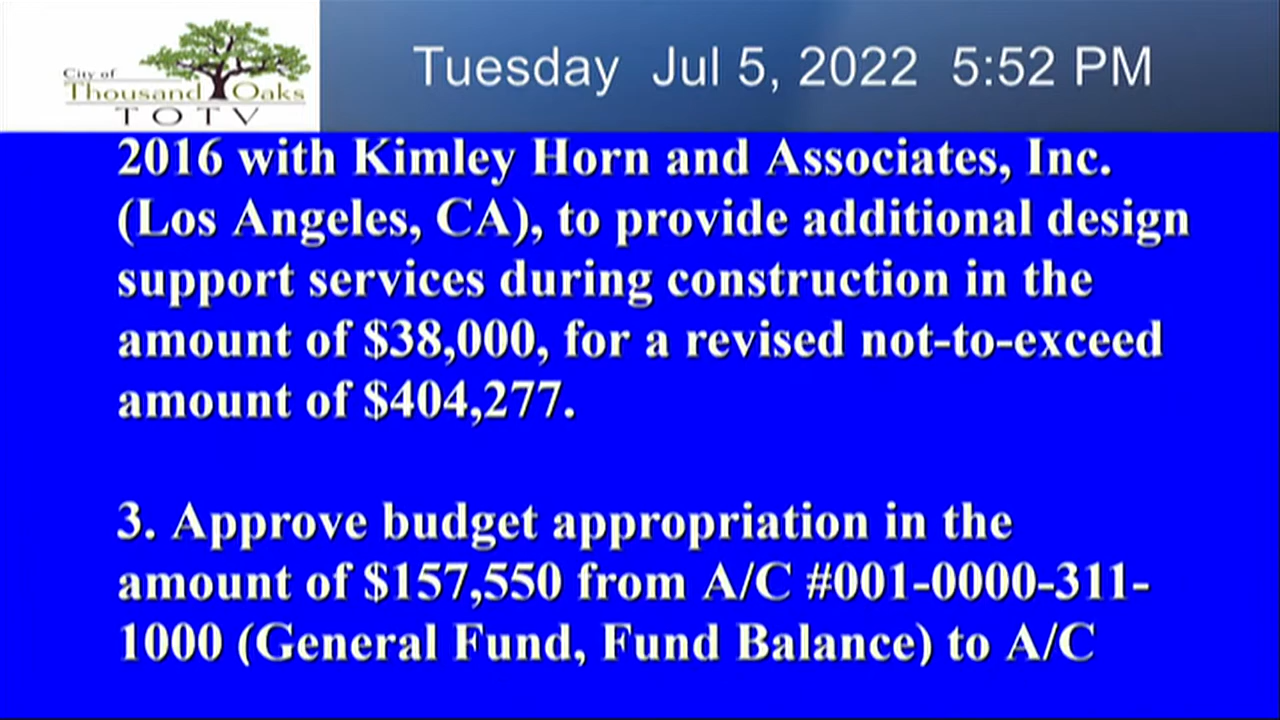 City of
Thousand Oaks
TOTV
Tuesday Jul 5, 2022 5:52 PM
2016 with Kimley Horn and Associates, Inc.
(Los Angeles, CA), to provide additional design
support services during construction in the
amount of $38,000, for a revised not-to-exceed
amount of $404,277.
3. Approve budget appropriation in the
amount of $157,550 from A/C #001-0000-311-
1000 (General Fund, Fund Balance) to A/C